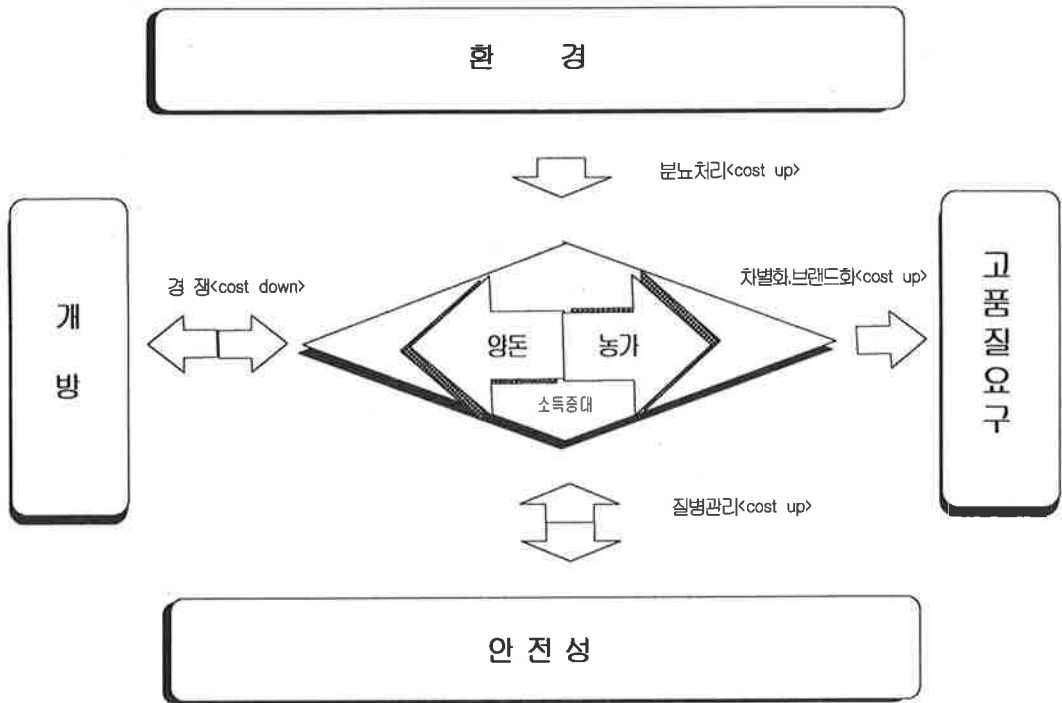 환 경
분뇨처리<cost up>
경 쟁<cost down>
차별화,브랜드화<cost up>
개
방
양돈 농가
소득증대
고
품
질
요
구
질병관리<cost up>
안 전 성